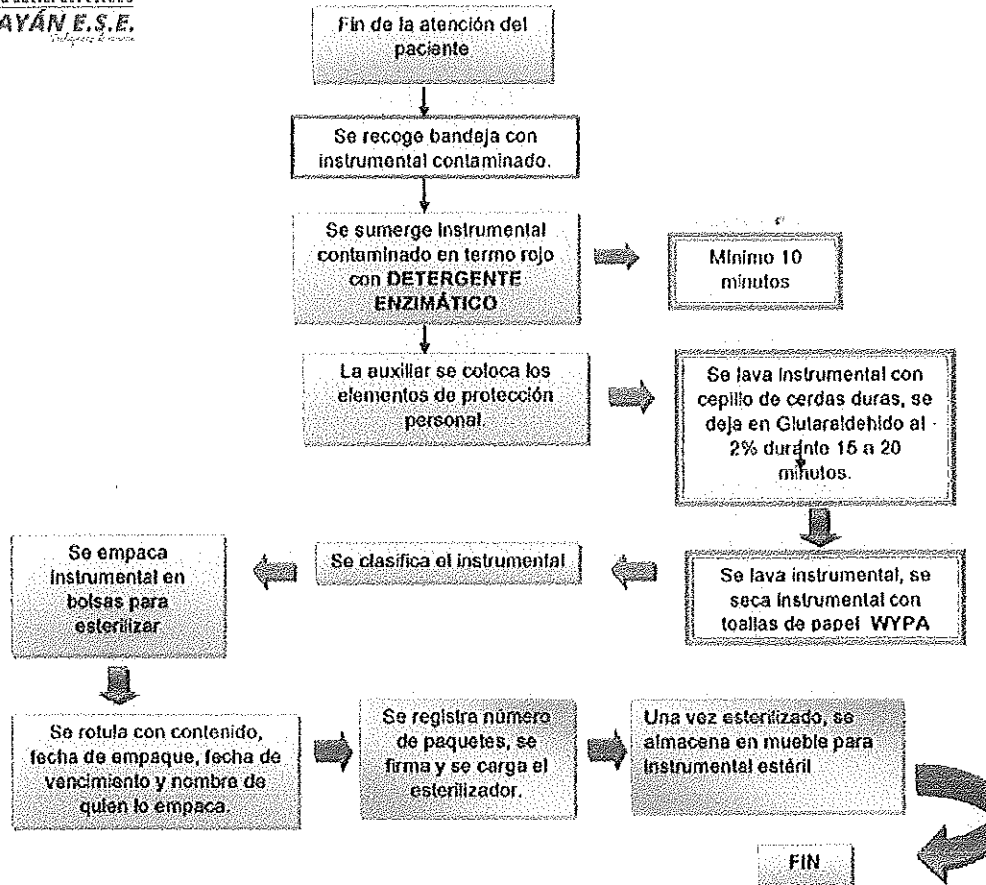 AYÁN E.S.E.
Fin de la atención del
paciente
Se recoge bandeja con
instrumental contaminado.
Se sumerge instrumental
contaminado en termo rojo
con DETERGENTE
ENZIMÁTICO
Mínimo 10
minutos
La auxiliar se coloca los
elementos de protección
personal.
Se lava instrumental con
cepillo de cerdas duras, se
deja en Glutaraldehido al
2% durante 15 a 20
minutos.
Se lava instrumental, se
seca instrumental con
toallas de papel WYPA
Se clasifica el instrumental
Se empaca
instrumental en
bolsas para
esterilizar
Se rotula con contenido,
fecha de empaque, fecha de
vencimiento y nombre de
quien lo empaca.
Se registra número
de paquetes, se
firma y se carga el
esterilizador.
Una vez esterilizado, se
almacena en mueble para
instrumental estéril
FIN